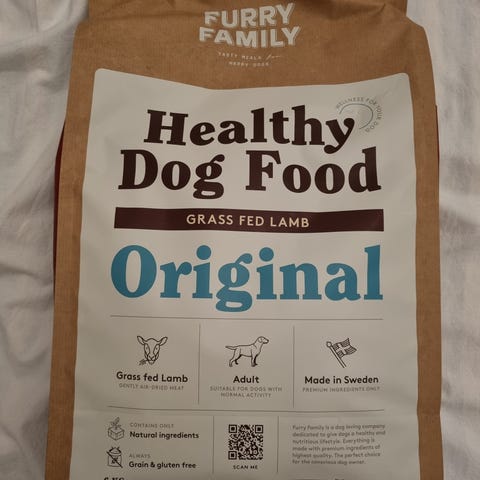 FURRY
FAMILY
TASTY MEALS for
MERRY DOGS
WELLNESS FOR YOUR DOG
Healthy
Dog Food
GRASS FED LAMB
Original
Grass fed Lamb
GENTLY AIR-DRIED MEAT
Adult
SUITABLE FOR DOGS WITH
NORMAL ACTIVITY
Made in Sweden
PREMIUM INGREDIENTS ONLY
CONTAINS ONLY
Natural ingredients
ALWAYS
Grain & gluten free
SCAN ME
Furry Family is a dog loving company
dedicated to give dogs a healthy and
nutritious lifestyle. Everything is
made with premium ingredients of
highest quality. The perfect choice
for the conscious dog owner.